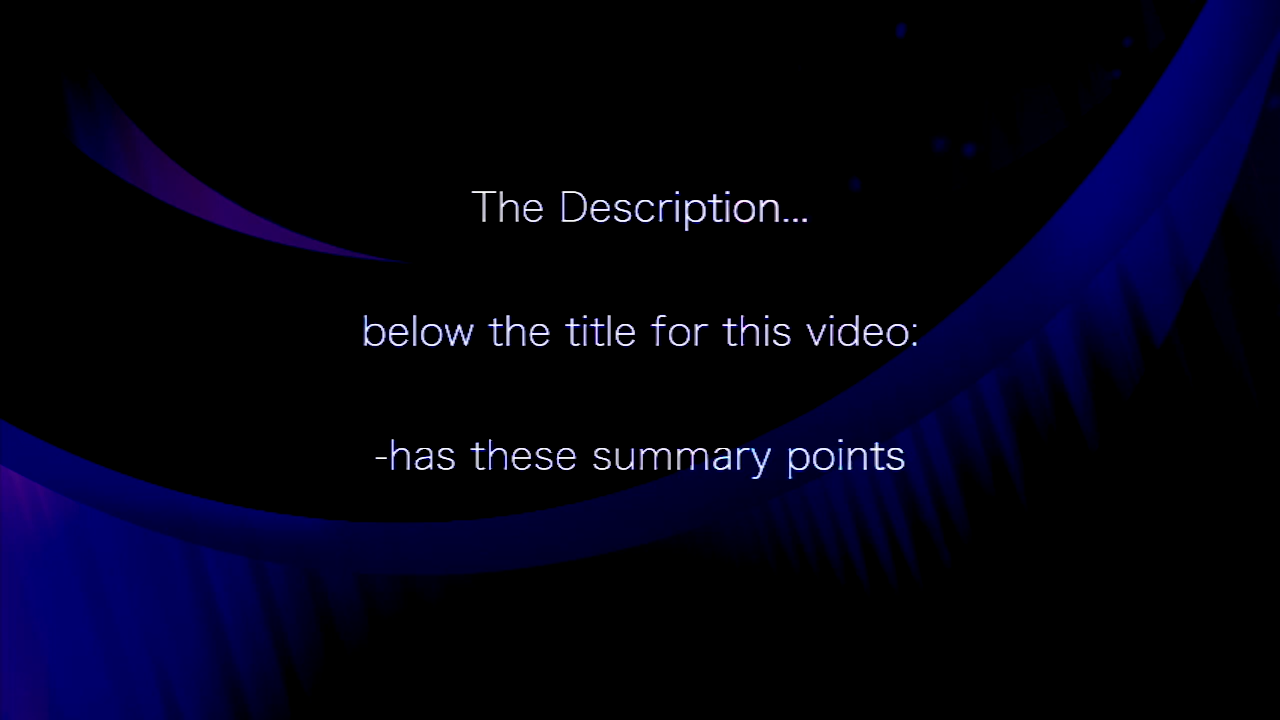 The Description...
below the title for this video:
-has these summary points